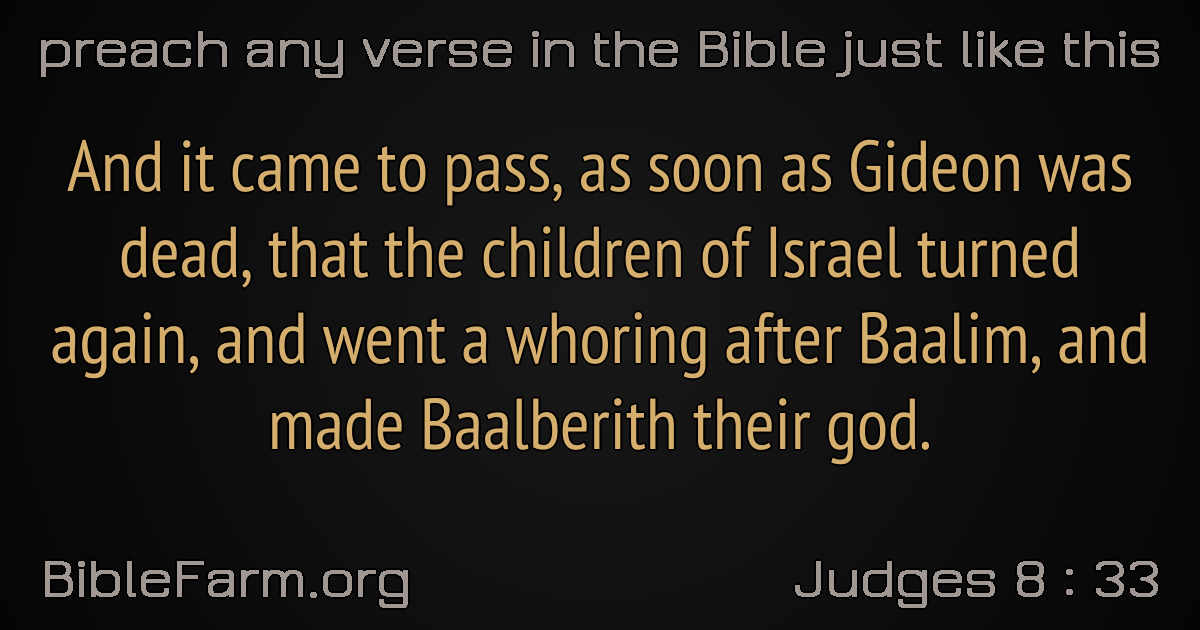 preach any verse in the Bible just like this
And it came to pass, as soon as Gideon was
dead, that the children of Israel turned
again, and went a whoring after Baalim, and
made Baalberith their god.
BibleFarm.org
Judges 8 : 33